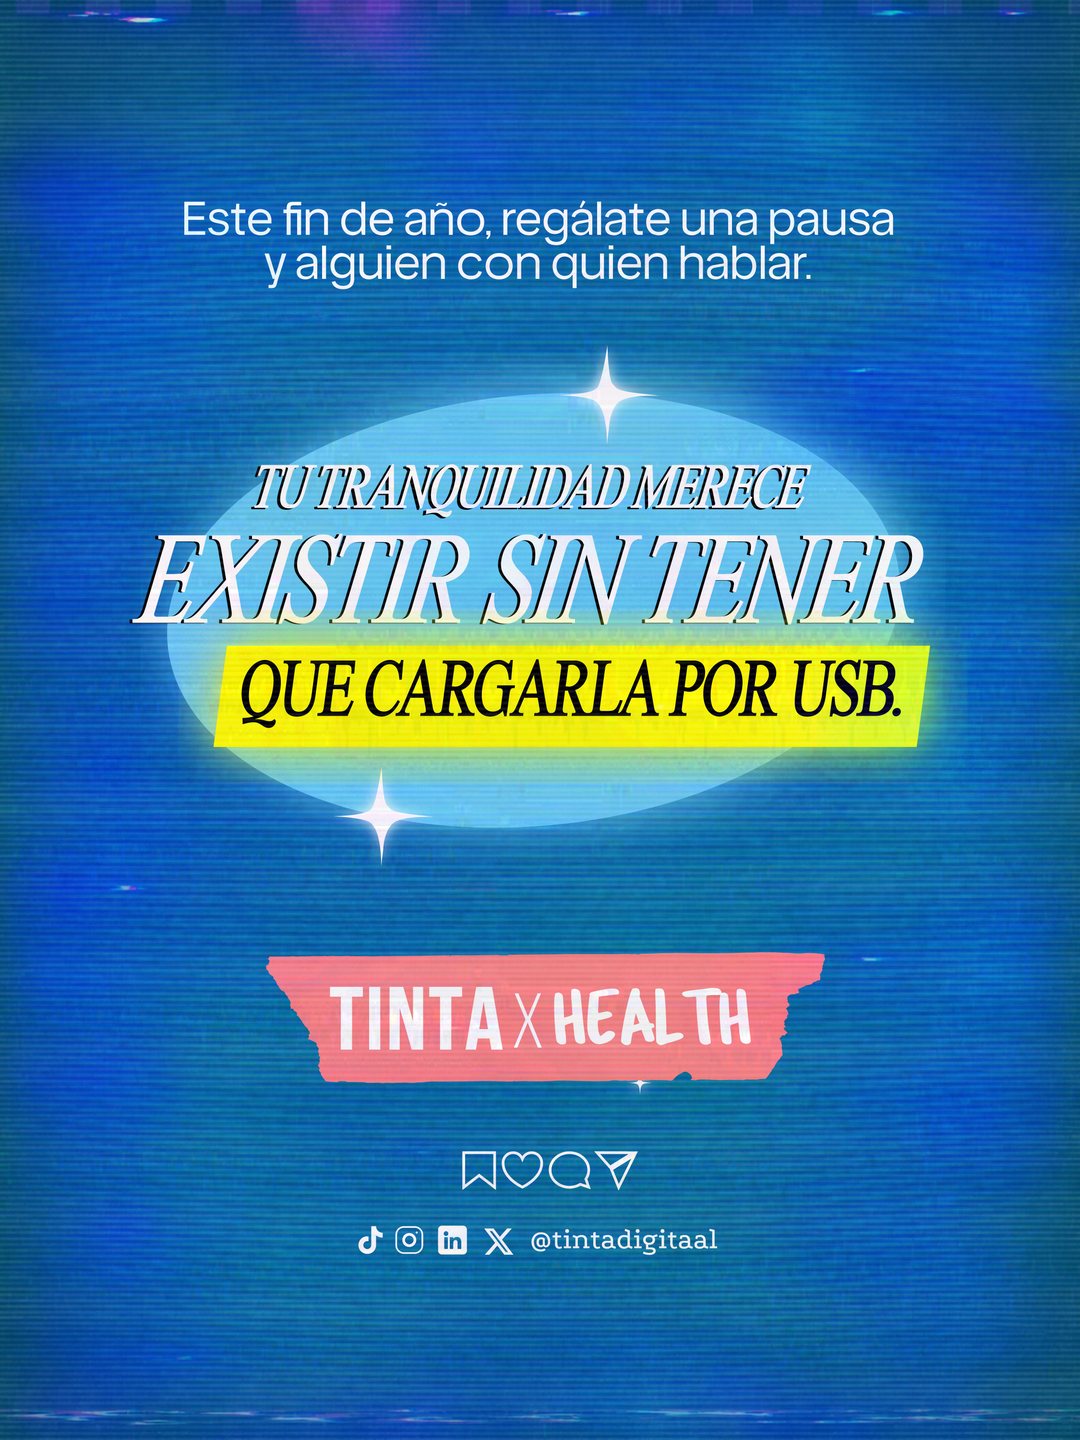 Este fin de año, regálate una pausa
y alguien con quien hablar.
TU TRANQUILIDAD MERECE
EXISTIR SIN TENER
QUE CARGARLA POR USB.
TINTA X HEALTH
@tintadigitaal